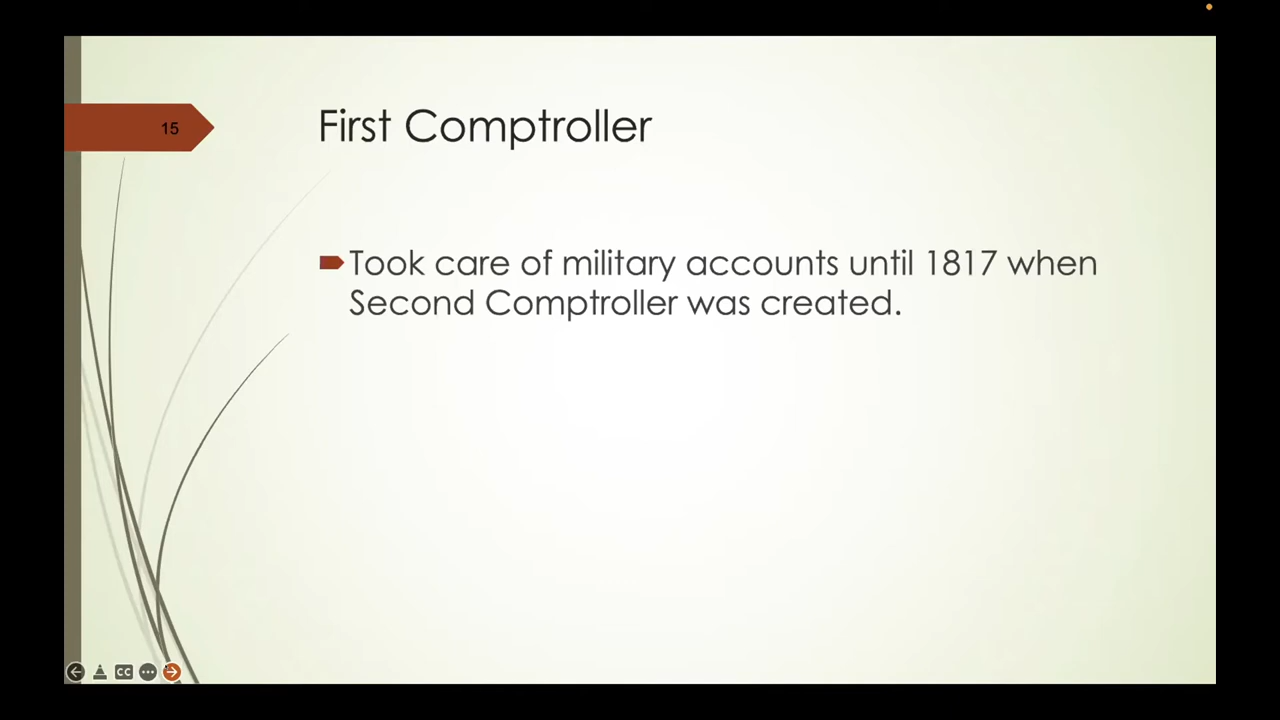 15
First Comptroller
Took care of military accounts until 1817 when
Second Comptroller was created.
CC